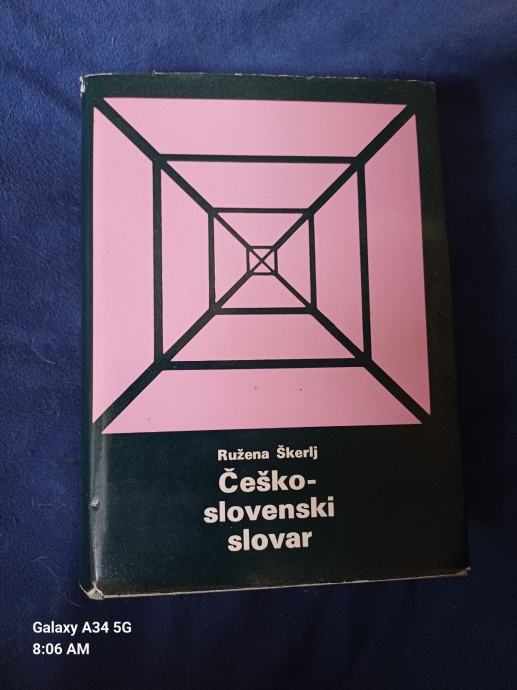 Ružena Škerlj
Češko-
slovenski
slovar
Galaxy A34 5G
8:06 AM